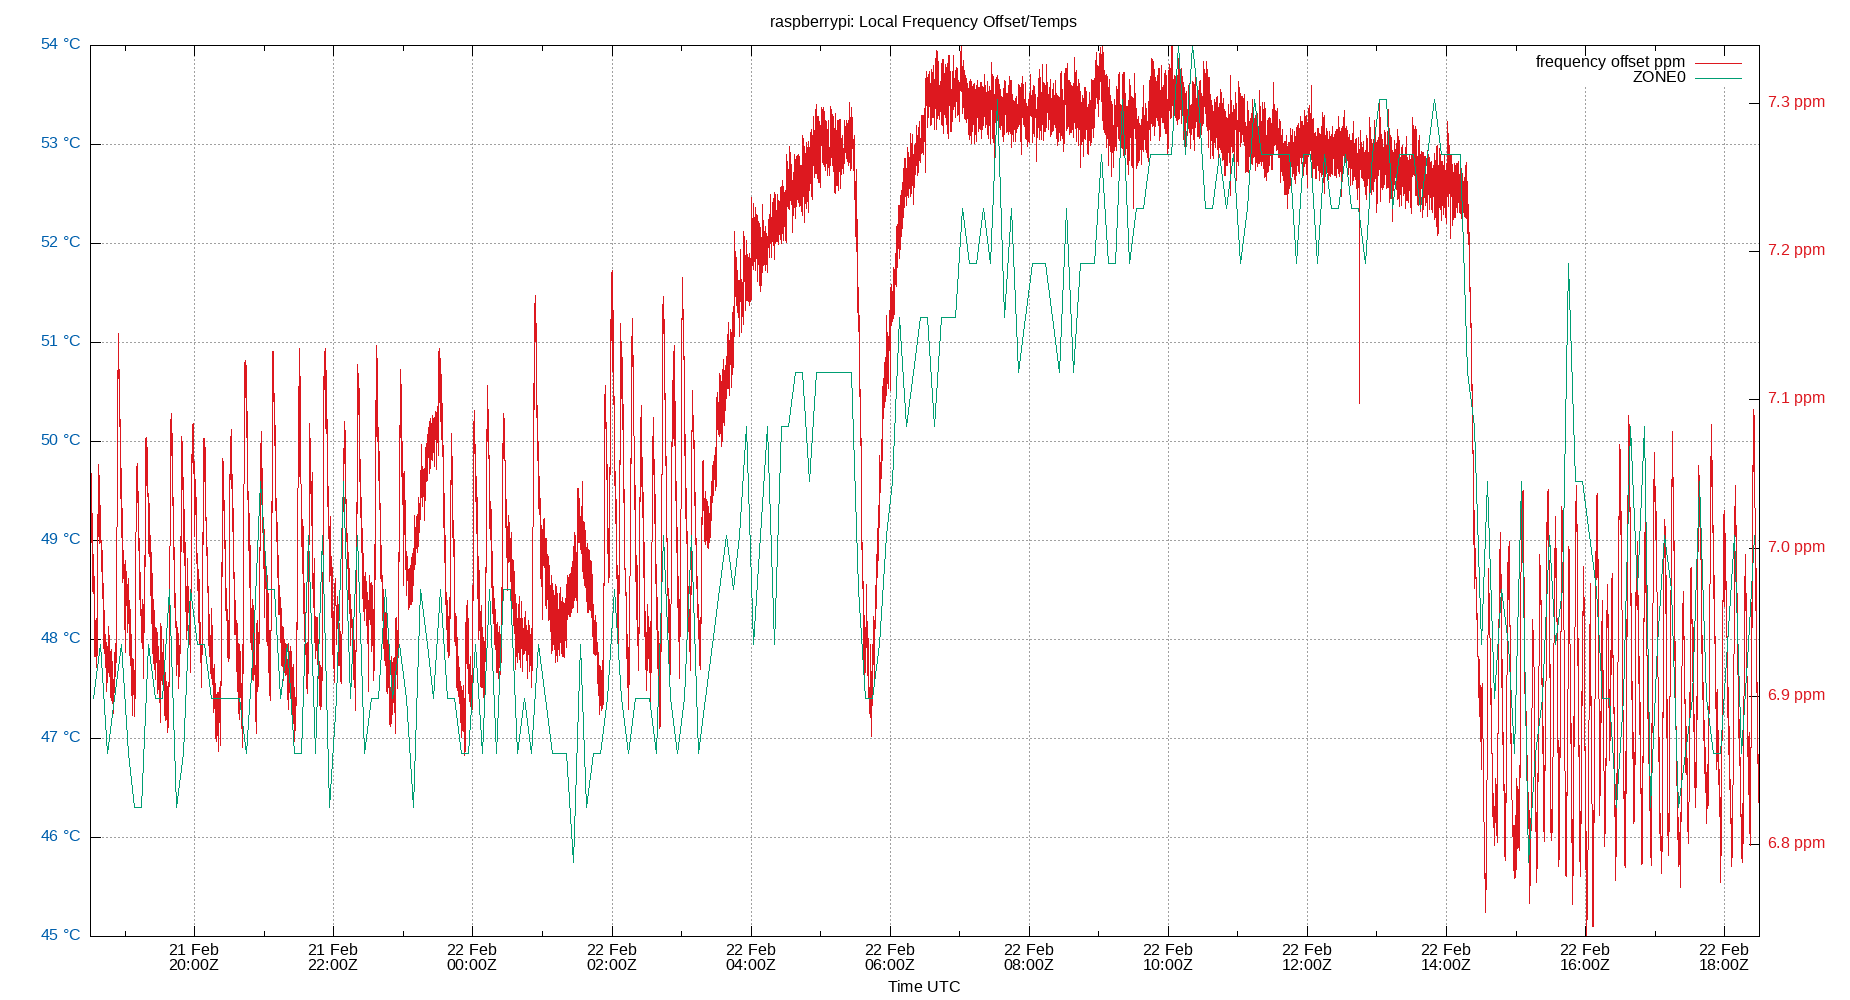 raspberrypi: Local Frequency Offset/Temps
frequency offset ppm
ZONE0
54 °C
53 °C
52 °C
51 °C
50 °C
49 °C
48 °C
47 °C
46 °C
45 °C
7.3 ppm
7.2 ppm
7.1 ppm
7.0 ppm
6.9 ppm
6.8 ppm
21 Feb
20:00Z
21 Feb
22:00Z
22 Feb
00:00Z
22 Feb
02:00Z
22 Feb
04:00Z
22 Feb
06:00Z
22 Feb
08:00Z
22 Feb
10:00Z
22 Feb
12:00Z
22 Feb
14:00Z
22 Feb
16:00Z
22 Feb
18:00Z
Time UTC